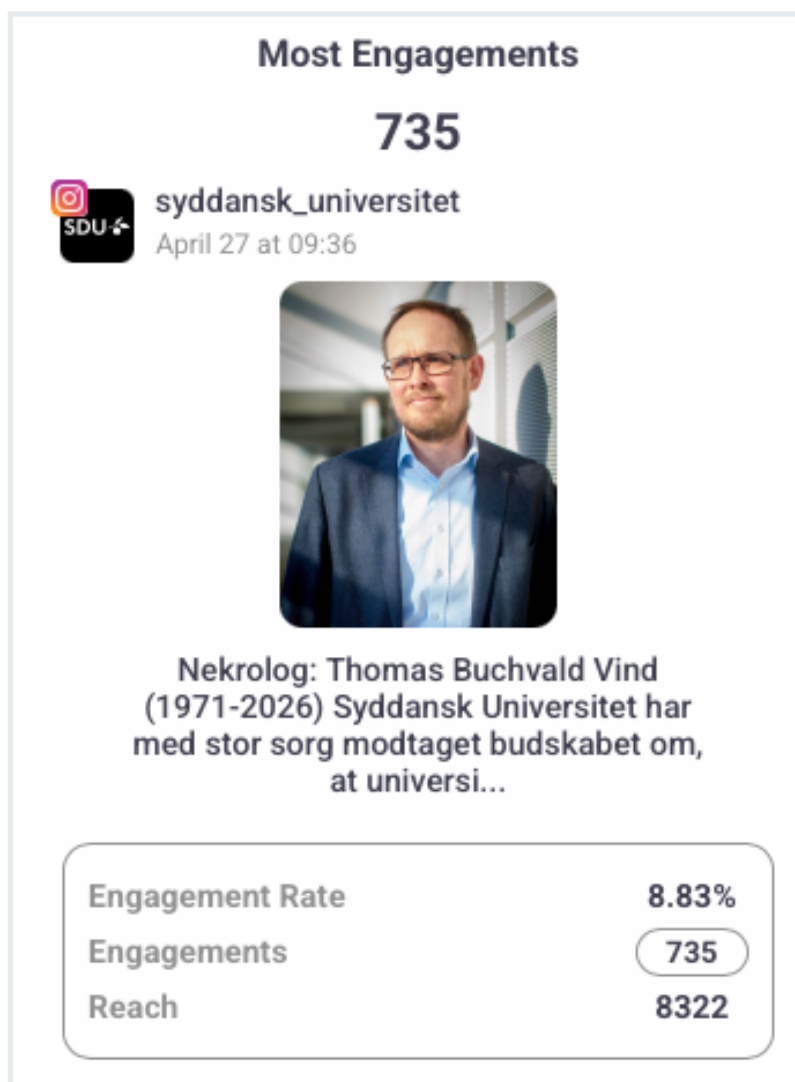 Most Engagements
735
SDU
syddansk_universitet
April 27 at 09:36
Nekrolog: Thomas Buchvald Vind
(1971-2026) Syddansk Universitet har
med stor sorg modtaget budskabet om,
at universi...
Engagement Rate 8.83%
Engagements 735
Reach 8322